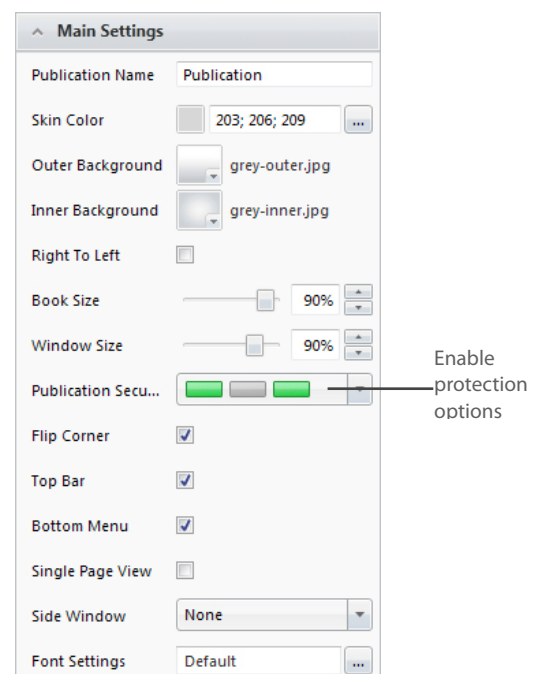 Main Settings
Publication Name Publication
Skin Color 203; 206; 209 ...
Outer Background grey-outer.jpg
Inner Background grey-inner.jpg
Right To Left
Book Size 90%
Window Size 90%
Publication Secu...
Enable
protection
options
Flip Corner
Top Bar
Bottom Menu
Single Page View
Side Window None
Font Settings Default ...